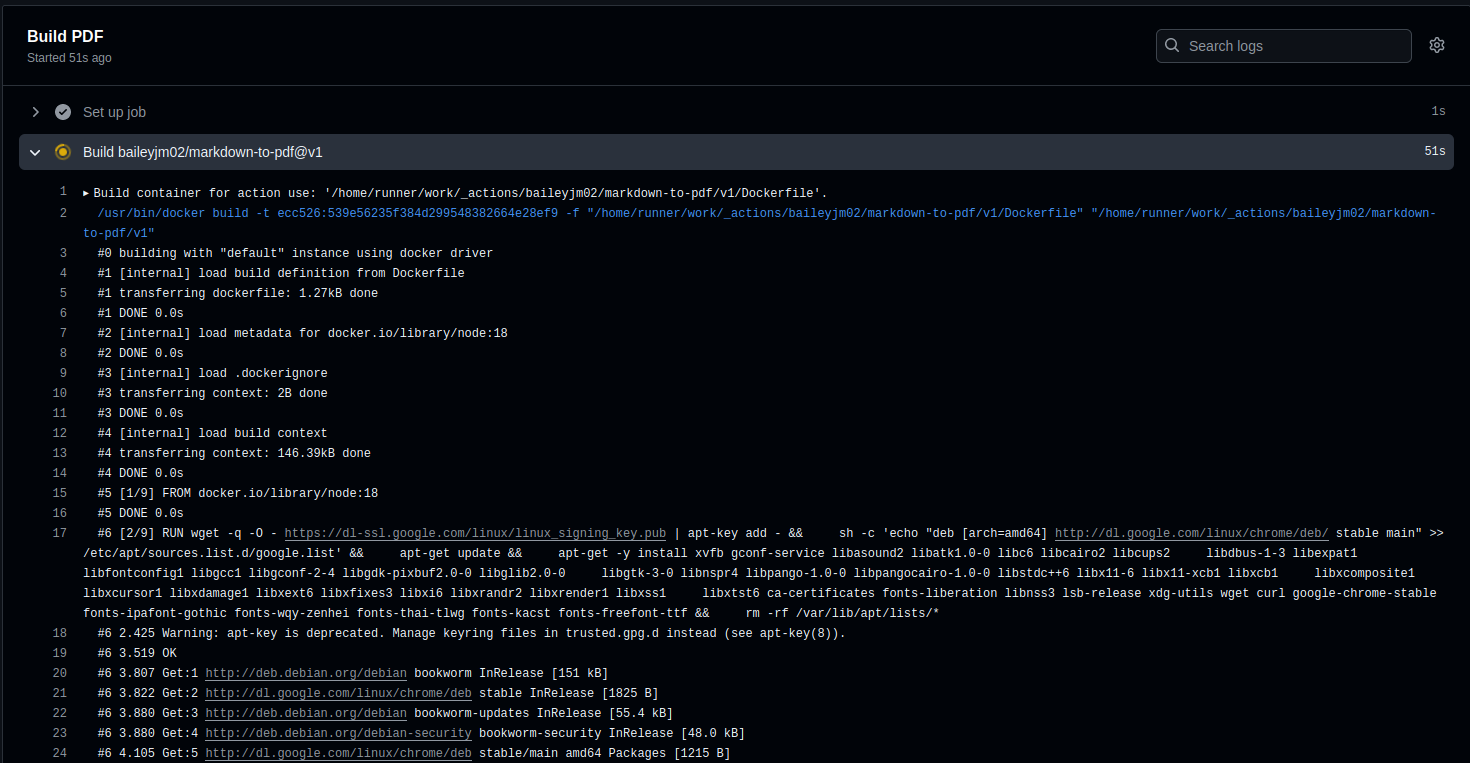 Build PDF
Started 51s ago
Search logs
Set up job 1s
Build baileyjm02/markdown-to-pdf@v1 51s
1 ▸ Build container for action use: '/home/runner/work/_actions/baileyjm02/markdown-to-pdf/v1/Dockerfile'.
2 /usr/bin/docker build -t ecc526:539e56235f384d299548382664e28ef9 -f "/home/runner/work/_actions/baileyjm02/markdown-to-pdf/v1/Dockerfile" "/home/runner/work/_actions/baileyjm02/markdown-
to-pdf/v1"
3 #0 building with "default" instance using docker driver
4 #1 [internal] load build definition from Dockerfile
5 #1 transferring dockerfile: 1.27kB done
6 #1 DONE 0.0s
7 #2 [internal] load metadata for docker.io/library/node:18
8 #2 DONE 0.0s
9 #3 [internal] load .dockerignore
10 #3 transferring context: 2B done
11 #3 DONE 0.0s
12 #4 [internal] load build context
13 #4 transferring context: 146.39kB done
14 #4 DONE 0.0s
15 #5 [1/9] FROM docker.io/library/node:18
16 #5 DONE 0.0s
17 #6 [2/9] RUN wget -q -O - https://dl-ssl.google.com/linux/linux_signing_key.pub | apt-key add - &&     sh -c 'echo "deb [arch=amd64] http://dl.google.com/linux/chrome/deb/ stable main" >>
/etc/apt/sources.list.d/google.list' &&     apt-get update &&     apt-get -y install xvfb gconf-service libasound2 libatk1.0-0 libc6 libcairo2 libcups2     libdbus-1-3 libexpat1
libfontconfig1 libgcc1 libgconf-2-4 libgdk-pixbuf2.0-0 libglib2.0-0     libgtk-3-0 libnspr4 libpango-1.0-0 libpangocairo-1.0-0 libstdc++6 libx11-6 libx11-xcb1 libxcb1     libxcomposite1
libxcursor1 libxdamage1 libxext6 libxfixes3 libxi6 libxrandr2 libxrender1 libxss1     libxtst6 ca-certificates fonts-liberation libnss3 lsb-release xdg-utils wget curl google-chrome-stable
fonts-ipafont-gothic fonts-wqy-zenhei fonts-thai-tlwg fonts-kacst fonts-freefont-ttf &&     rm -rf /var/lib/apt/lists/*
18 #6 2.425 Warning: apt-key is deprecated. Manage keyring files in trusted.gpg.d instead (see apt-key(8)).
19 #6 3.519 OK
20 #6 3.807 Get:1 http://deb.debian.org/debian bookworm InRelease [151 kB]
21 #6 3.822 Get:2 http://dl.google.com/linux/chrome/deb stable InRelease [1825 B]
22 #6 3.880 Get:3 http://deb.debian.org/debian bookworm-updates InRelease [55.4 kB]
23 #6 3.880 Get:4 http://deb.debian.org/debian-security bookworm-security InRelease [48.0 kB]
24 #6 4.105 Get:5 http://dl.google.com/linux/chrome/deb stable/main amd64 Packages [1215 B]